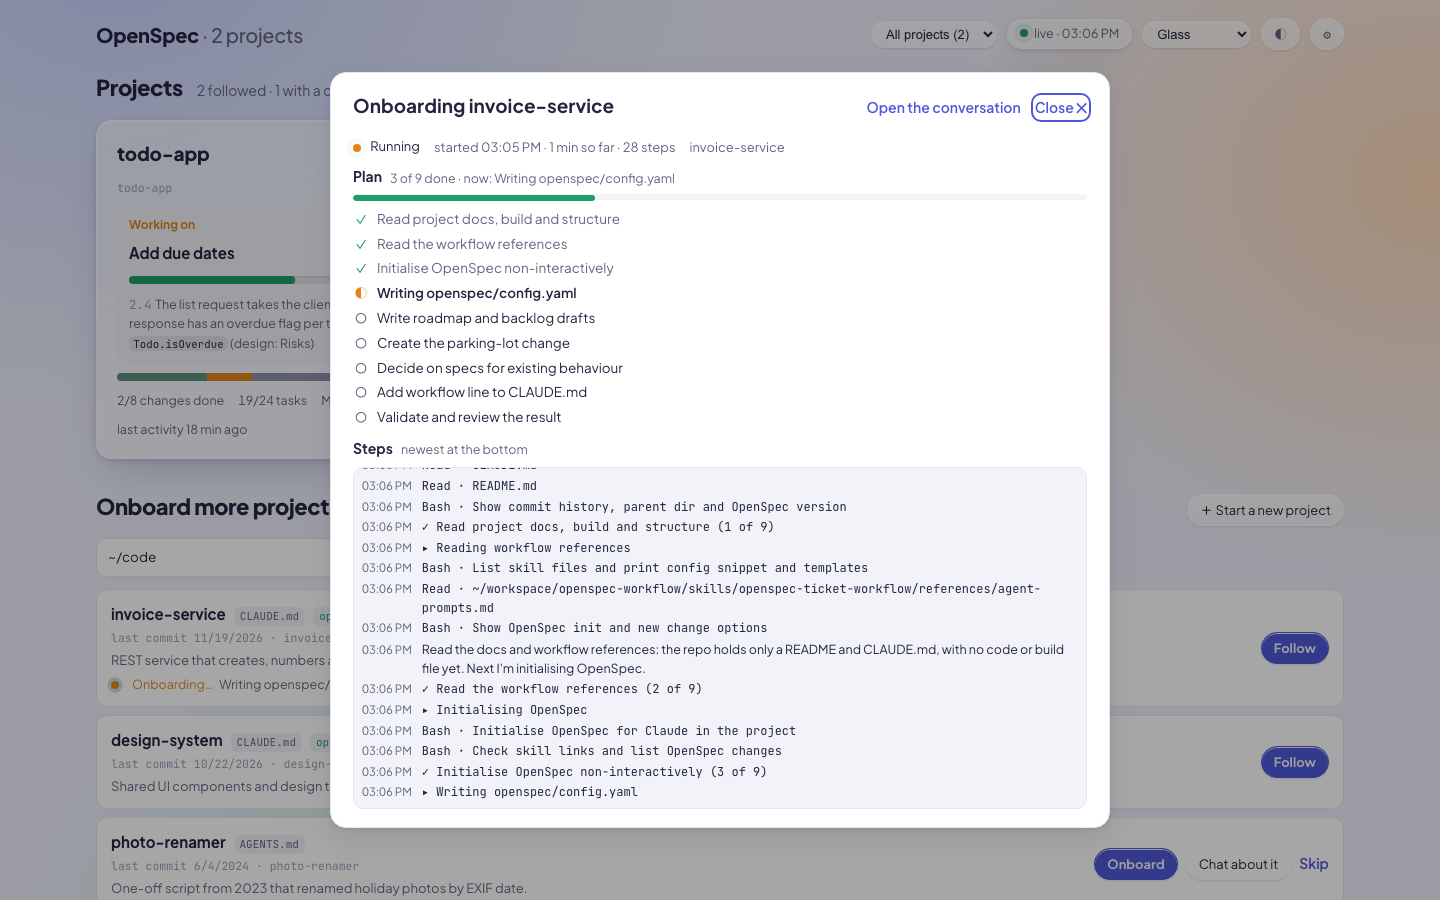 OpenSpec · 2 projects
All projects (2)
live · 03:06 PM
Glass
Projects 2 followed · 1 with a
todo-app
todo-app
Working on
Add due dates
2.4 The list request takes the
response has an overdue flag per
Todo.isOverdue (design: Risks)
2/8 changes done 19/24 tasks
last activity 18 min ago
Onboard more
+ Start a new project
~/code
invoice-service CLAUDE.md
last commit 11/19/2026 ·
REST service that creates, numbers
Onboarding... Writing
Follow
design-system CLAUDE.md
last commit 10/22/2026 ·
Shared UI components and design
Follow
photo-renamer AGENTS.md
last commit 6/4/2024 · photo-renamer
One-off script from 2023 that renamed holiday photos by EXIF date.
Onboard Chat about it Skip
Onboarding invoice-service
Open the conversation Close ✕
Running started 03:05 PM · 1 min so far · 28 steps invoice-service
Plan 3 of 9 done · now: Writing openspec/config.yaml
✓ Read project docs, build and structure
✓ Read the workflow references
✓ Initialise OpenSpec non-interactively
Writing openspec/config.yaml
Write roadmap and backlog drafts
Create the parking-lot change
Decide on specs for existing behaviour
Add workflow line to CLAUDE.md
Validate and review the result
Steps newest at the bottom
03:06 PM Read · README.md
03:06 PM Bash · Show commit history, parent dir and OpenSpec version
03:06 PM ✓ Read project docs, build and structure (1 of 9)
03:06 PM ▸ Reading workflow references
03:06 PM Bash · List skill files and print config snippet and templates
03:06 PM Read · ~/workspace/openspec-workflow/skills/openspec-ticket-workflow/references/agent-
prompts.md
03:06 PM Bash · Show OpenSpec init and new change options
03:06 PM Read the docs and workflow references: the repo holds only a README and CLAUDE.md, with no code or build
file yet. Next I'm initialising OpenSpec.
03:06 PM ✓ Read the workflow references (2 of 9)
03:06 PM ▸ Initialising OpenSpec
03:06 PM Bash · Initialise OpenSpec for Claude in the project
03:06 PM Bash · Check skill links and list OpenSpec changes
03:06 PM ✓ Initialise OpenSpec non-interactively (3 of 9)
03:06 PM ▸ Writing openspec/config.yaml